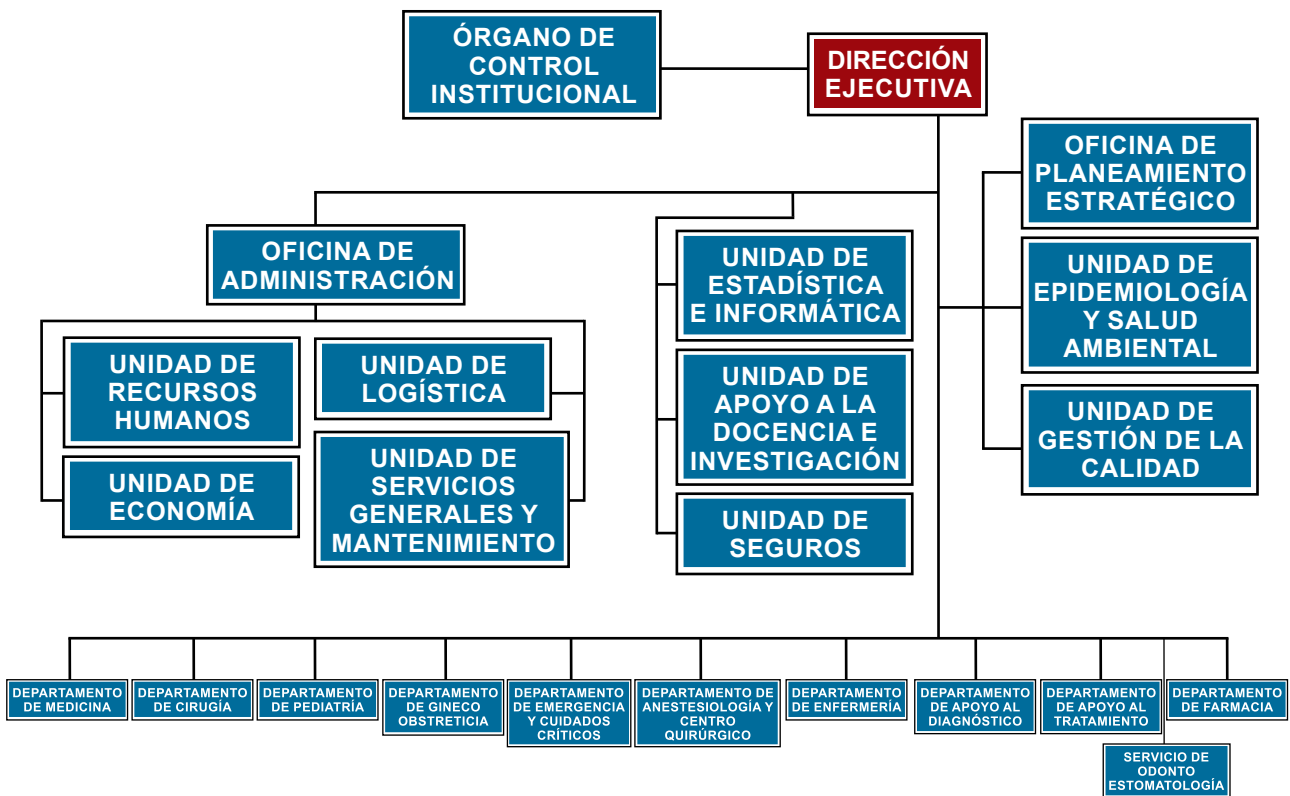 ÓRGANO DE
CONTROL
INSTITUCIONAL
DIRECCIÓN
EJECUTIVA
OFICINA DE
PLANEAMIENTO
ESTRATÉGICO
OFICINA DE
ADMINISTRACIÓN
UNIDAD DE
ESTADÍSTICA
E INFORMÁTICA
UNIDAD DE
EPIDEMIOLOGÍA
Y SALUD
AMBIENTAL
UNIDAD DE
RECURSOS
HUMANOS
UNIDAD DE
LOGÍSTICA
UNIDAD DE
APOYO A LA
DOCENCIA E
INVESTIGACIÓN
UNIDAD DE
GESTIÓN DE LA
CALIDAD
UNIDAD DE
ECONOMÍA
UNIDAD DE
SERVICIOS
GENERALES Y
MANTENIMIENTO
UNIDAD DE
SEGUROS
DEPARTAMENTO
DE MEDICINA
DEPARTAMENTO
DE CIRUGÍA
DEPARTAMENTO
DE PEDIATRÍA
DEPARTAMENTO
DE GINECO
OBSTRETICIA
DEPARTAMENTO
DE EMERGENCIA
Y CUIDADOS
CRÍTICOS
DEPARTAMENTO DE
ANESTESIOLOGÍA Y
CENTRO
QUIRÚRGICO
DEPARTAMENTO
DE ENFERMERÍA
DEPARTAMENTO
DE APOYO AL
DIAGNÓSTICO
DEPARTAMENTO
DE APOYO AL
TRATAMIENTO
DEPARTAMENTO
DE FARMACIA
SERVICIO DE
ODONTO
ESTOMATOLOGÍA